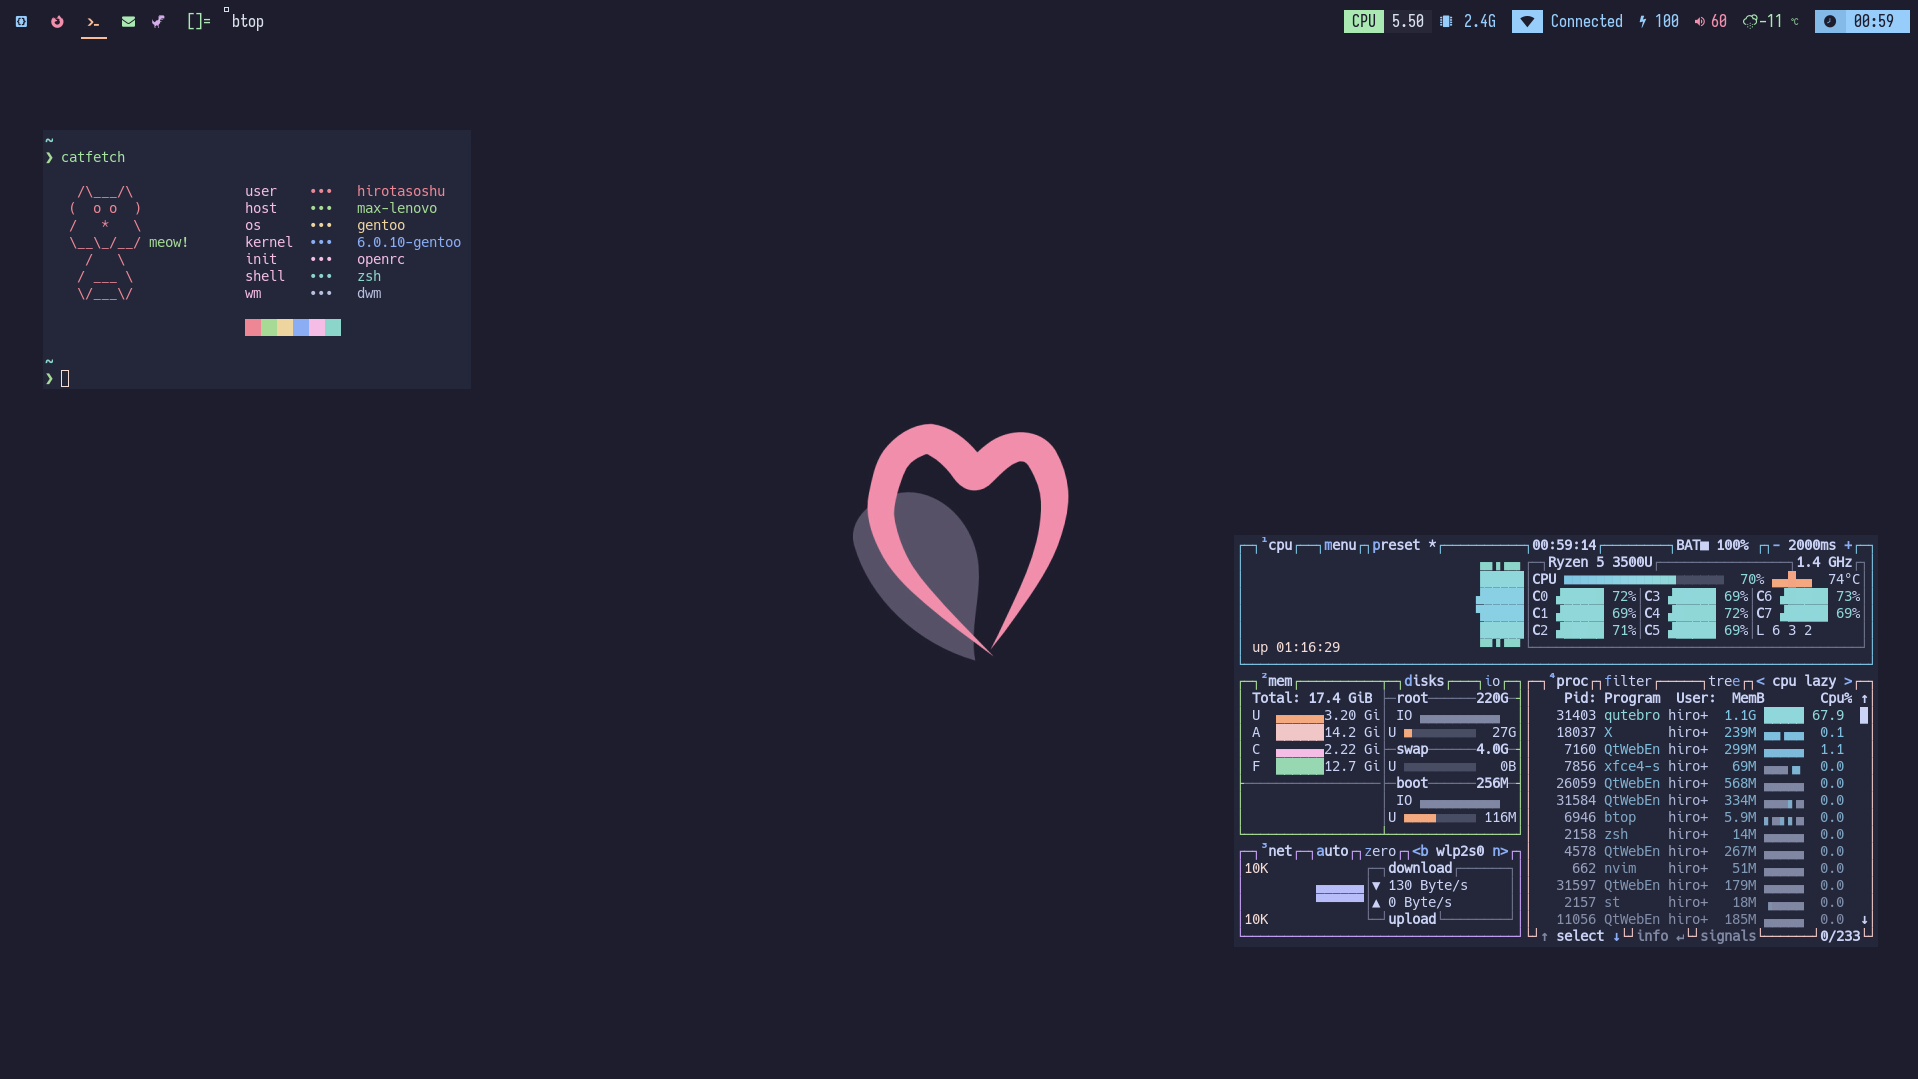 []= btop CPU 5.50 2.4G Connected 100 60 -11 °C 00:59
~
❯ catfetch
/\___/\ user ••• hirotasoshu
( o o ) host ••• max-lenovo
/ * \ os ••• gentoo
\__\_/__/ meow! kernel ••• 6.0.10-gentoo
/ \ init ••• openrc
/ ___ \ shell ••• zsh
\/___\/ wm ••• dwm
~
❯
¹cpu menu preset * 00:59:14 BAT■ 100% - 2000ms +
Ryzen 5 3500U 1.4 GHz
CPU 70% 74°C
C0 72% C3 69% C6 73%
C1 69% C4 72% C7 69%
C2 71% C5 69% L 6 3 2
up 01:16:29
²mem disks io
Total: 17.4 GiB root 220G
U 3.20 Gi IO
A 14.2 Gi U 27G
C 2.22 Gi swap 4.0G
F 12.7 Gi U 0B
boot 256M
IO
U 116M
³net auto zero <b wlp2s0 n>
10K download
▼ 130 Byte/s
▲ 0 Byte/s
10K upload
⁴proc filter tree < cpu lazy >
Pid: Program User: MemB Cpu% ↑
31403 qutebro hiro+ 1.1G 67.9
18037 X hiro+ 239M 0.1
7160 QtWebEn hiro+ 299M 1.1
7856 xfce4-s hiro+ 69M 0.0
26059 QtWebEn hiro+ 568M 0.0
31584 QtWebEn hiro+ 334M 0.0
6946 btop hiro+ 5.9M 0.0
2158 zsh hiro+ 14M 0.0
4578 QtWebEn hiro+ 267M 0.0
662 nvim hiro+ 51M 0.0
31597 QtWebEn hiro+ 179M 0.0
2157 st hiro+ 18M 0.0
11056 QtWebEn hiro+ 185M 0.0 ↓
↑ select ↓ info ↵ signals 0/233